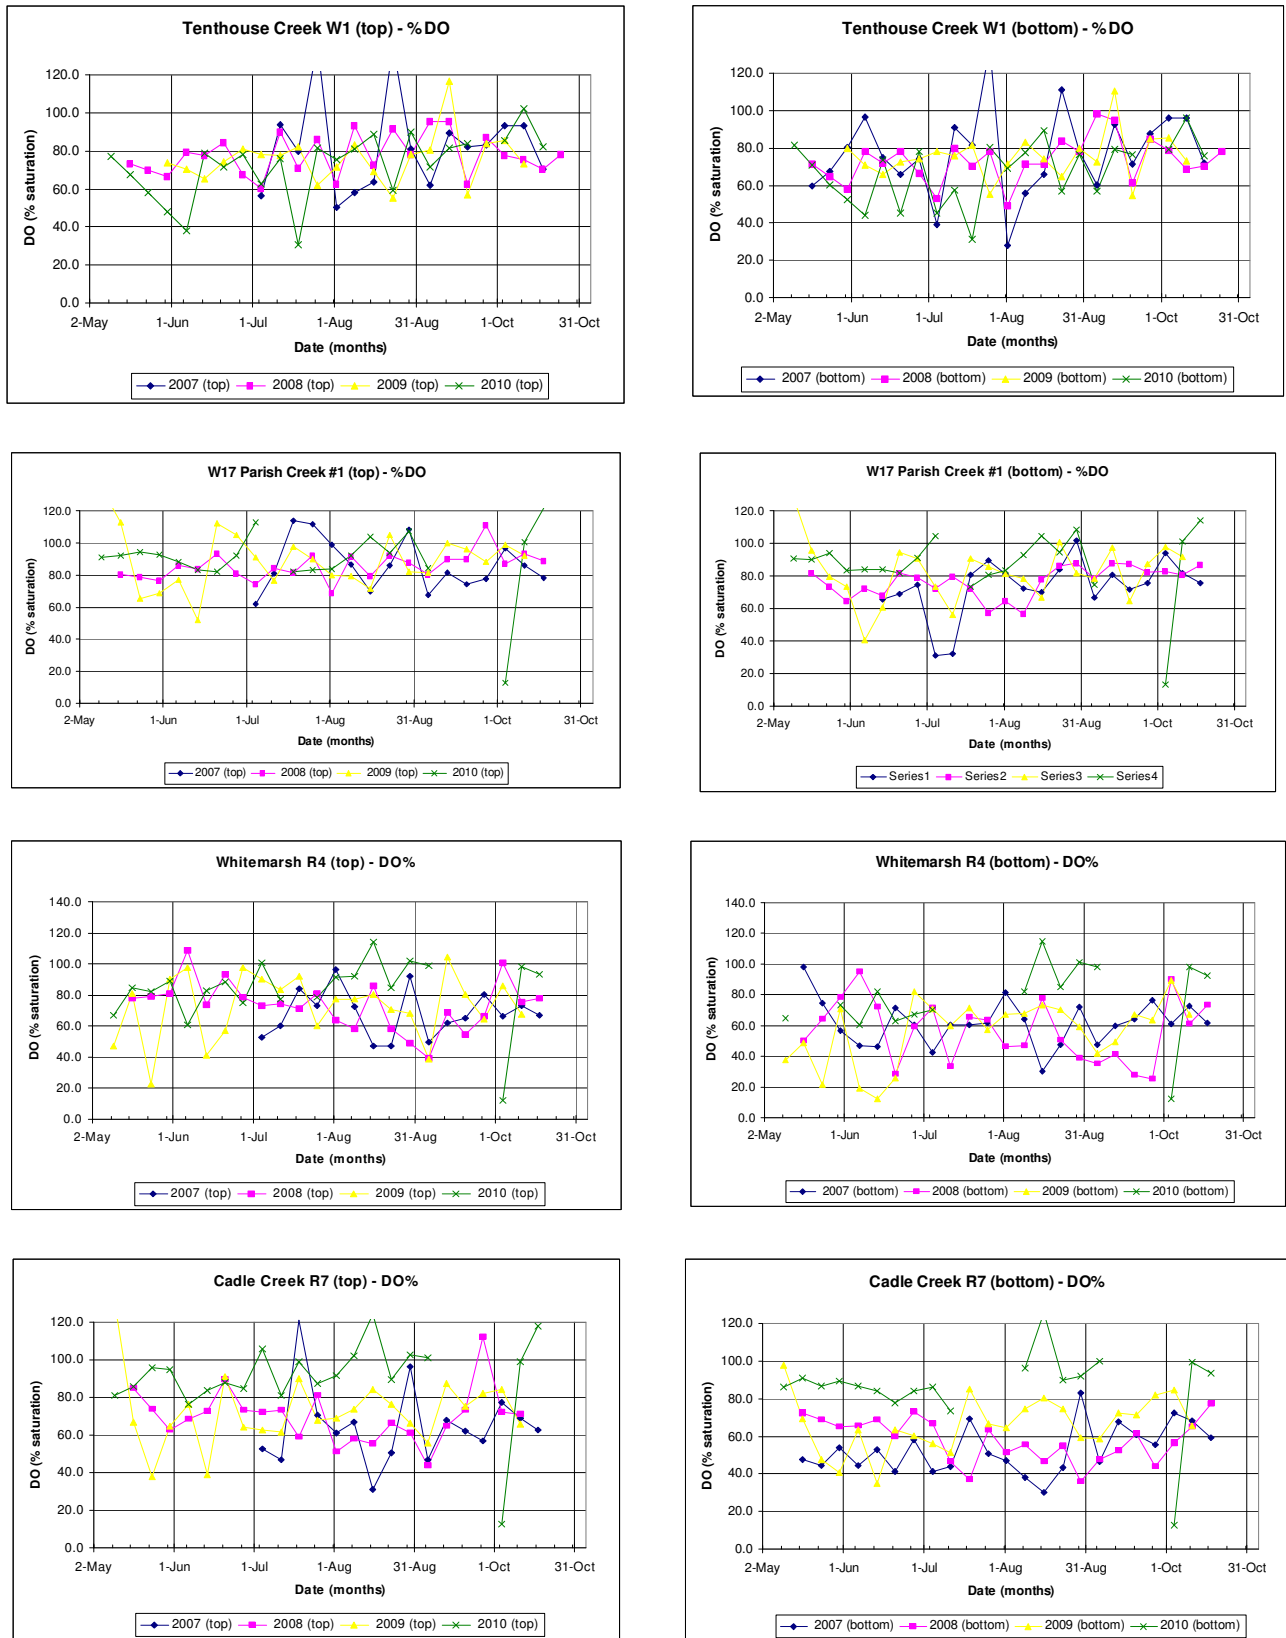 Tenthouse Creek W1 (top) - %DO
DO (% saturation)
120.0
100.0
80.0
60.0
40.0
20.0
0.0
2-May 1-Jun 1-Jul 1-Aug 31-Aug 1-Oct 31-Oct
Date (months)
2007 (top) 2008 (top) 2009 (top) 2010 (top)
Tenthouse Creek W1 (bottom) - %DO
DO (% saturation)
120.0
100.0
80.0
60.0
40.0
20.0
0.0
2-May 1-Jun 1-Jul 1-Aug 31-Aug 1-Oct 31-Oct
Date (months)
2007 (bottom) 2008 (bottom) 2009 (bottom) 2010 (bottom)
W17 Parish Creek #1 (top) - %DO
DO (% saturation)
120.0
100.0
80.0
60.0
40.0
20.0
0.0
2-May 1-Jun 1-Jul 1-Aug 31-Aug 1-Oct 31-Oct
Date (months)
2007 (top) 2008 (top) 2009 (top) 2010 (top)
W17 Parish Creek #1 (bottom) - %DO
DO (% saturation)
120.0
100.0
80.0
60.0
40.0
20.0
0.0
2-May 1-Jun 1-Jul 1-Aug 31-Aug 1-Oct 31-Oct
Date (months)
Series1 Series2 Series3 Series4
Whitemarsh R4 (top) - DO%
DO (% saturation)
140.0
120.0
100.0
80.0
60.0
40.0
20.0
0.0
2-May 1-Jun 1-Jul 1-Aug 31-Aug 1-Oct 31-Oct
Date (months)
2007 (top) 2008 (top) 2009 (top) 2010 (top)
Whitemarsh R4 (bottom) - DO%
DO (% saturation)
140.0
120.0
100.0
80.0
60.0
40.0
20.0
0.0
2-May 1-Jun 1-Jul 1-Aug 31-Aug 1-Oct 31-Oct
Date (months)
2007 (bottom) 2008 (bottom) 2009 (bottom) 2010 (bottom)
Cadle Creek R7 (top) - DO%
DO (% saturation)
120.0
100.0
80.0
60.0
40.0
20.0
0.0
2-May 1-Jun 1-Jul 1-Aug 31-Aug 1-Oct 31-Oct
Date (months)
2007 (top) 2008 (top) 2009 (top) 2010 (top)
Cadle Creek R7 (bottom) - DO%
DO (% saturation)
120.0
100.0
80.0
60.0
40.0
20.0
0.0
2-May 1-Jun 1-Jul 1-Aug 31-Aug 1-Oct 31-Oct
Date (months)
2007 (bottom) 2008 (bottom) 2009 (bottom) 2010 (bottom)